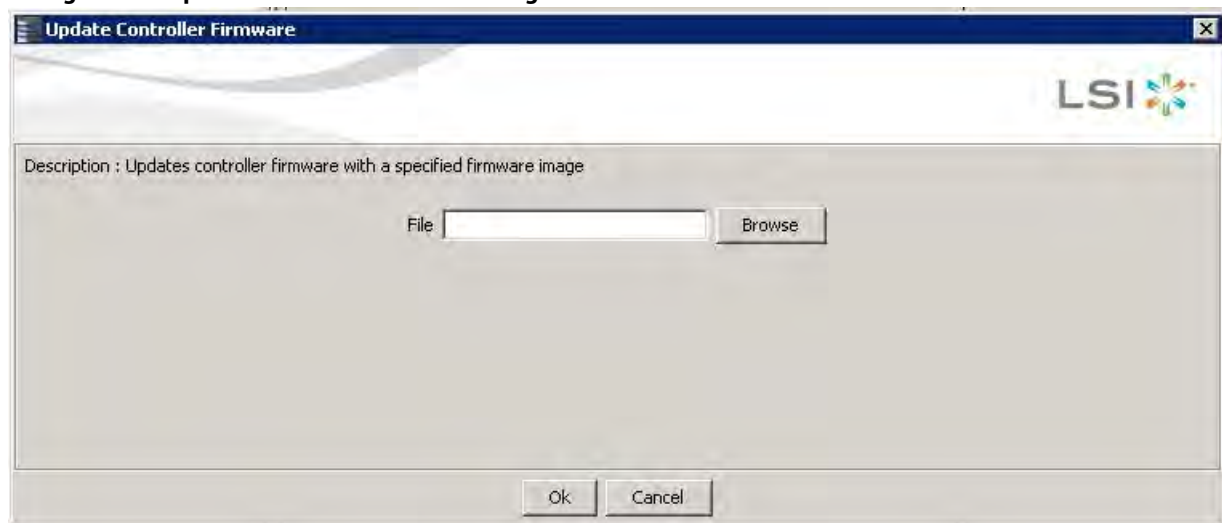 Update Controller Firmware
LSI
Description : Updates controller firmware with a specified firmware image
File
Browse
Ok
Cancel